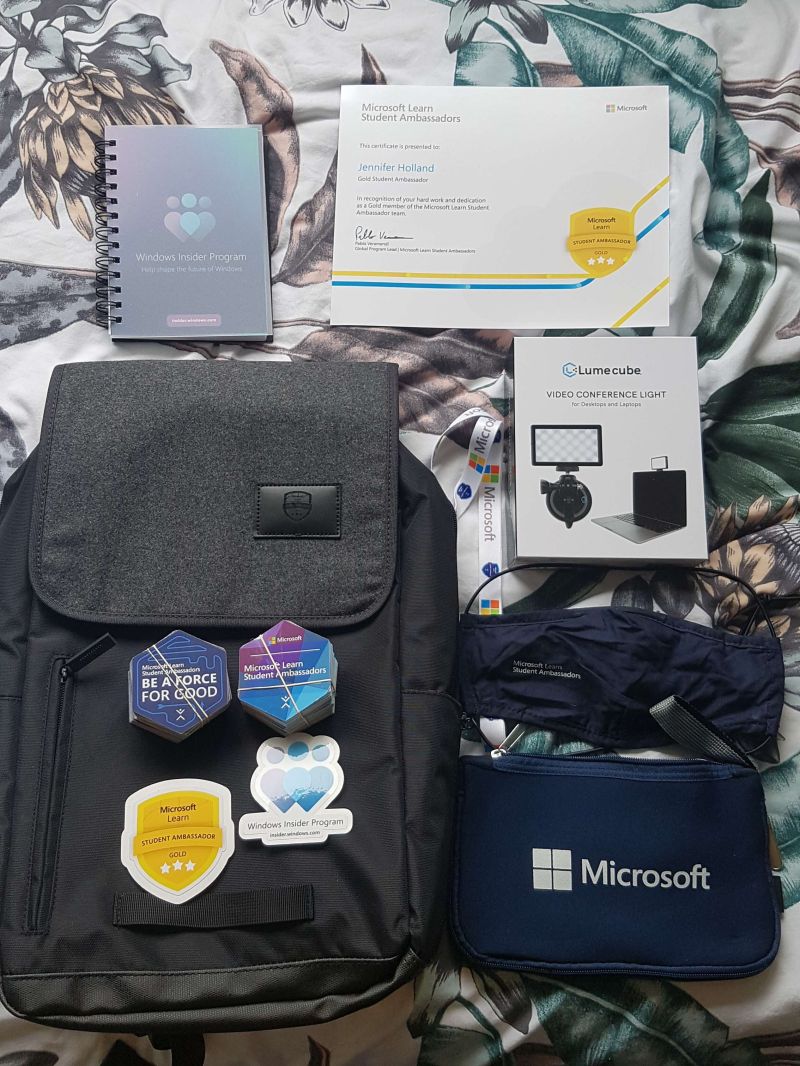 Microsoft Learn
Student Ambassadors
Microsoft
This certificate is presented to:
Jennifer Holland
Gold Student Ambassador
In recognition of your hard work and dedication
as a Gold member of the Microsoft Learn Student
Ambassador team.
Pablo Veramendi
Global Program Lead | Microsoft Learn Student Ambassadors
Microsoft
Learn
STUDENT AMBASSADOR
GOLD
Windows Insider Program
Help shape the future of Windows
insider.windows.com
Lumecube
VIDEO CONFERENCE LIGHT
for Desktops and Laptops
Microsoft
Microsoft Learn
Student Ambassadors
BE A FORCE
FOR GOOD
Microsoft
Microsoft Learn
Student Ambassadors
Microsoft Learn
Student Ambassadors
Windows Insider Program
insider.windows.com
Microsoft
Learn
STUDENT AMBASSADOR
GOLD
Microsoft